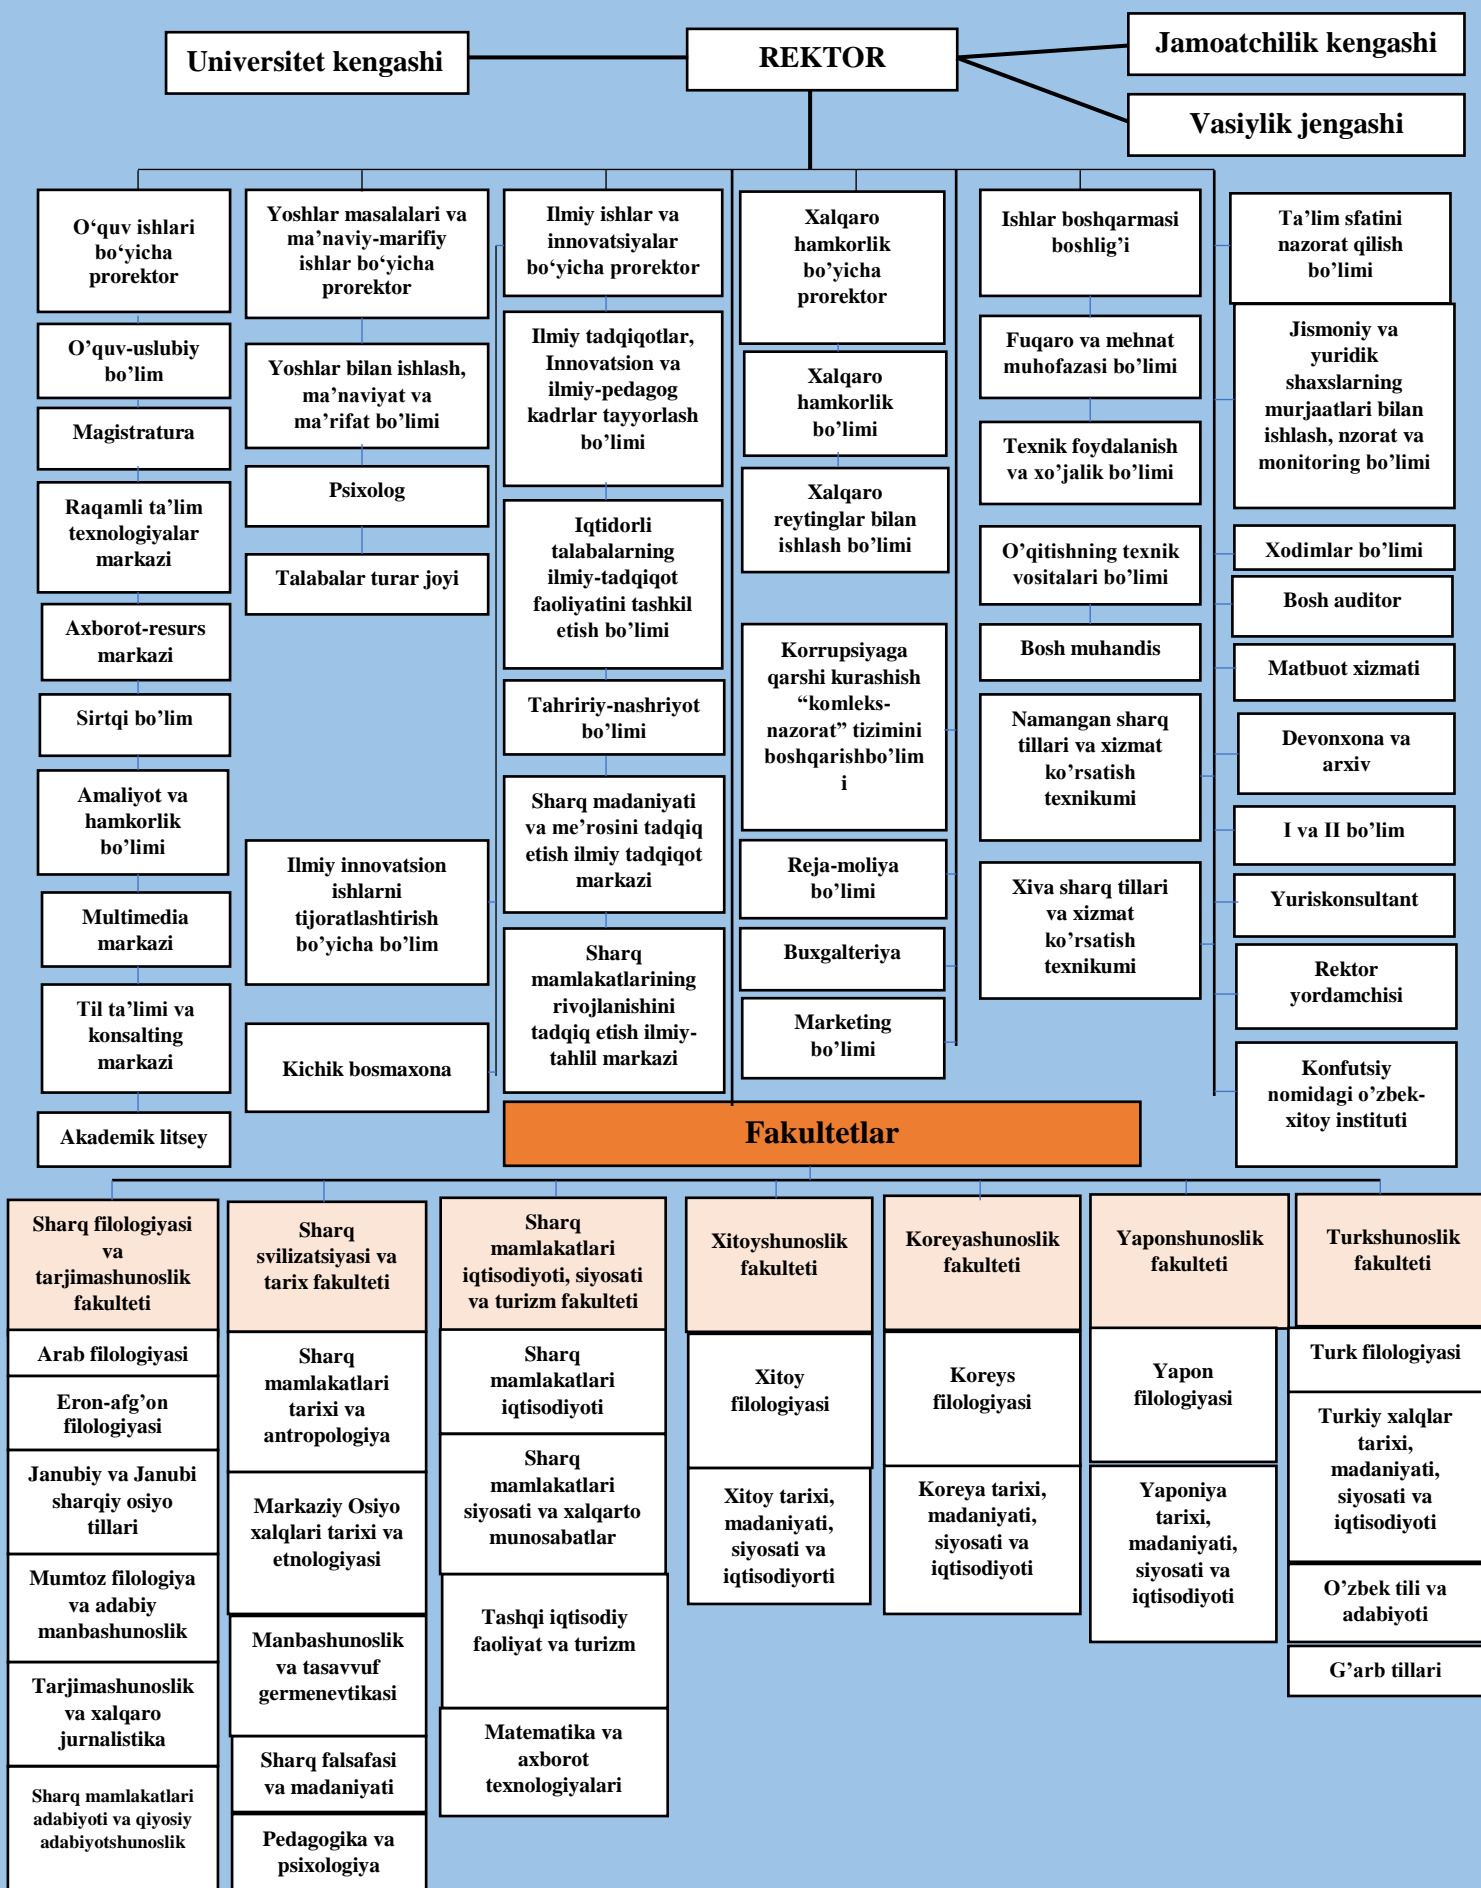 Universitet kengashi
REKTOR
Jamoatchilik kengashi
Vasiylik jengashi
O‘quv ishlari
bo‘yicha
prorektor
O’quv-uslubiy
bo’lim
Magistratura
Raqamli ta’lim
texnologiyalar
markazi
Axborot-resurs
markazi
Sirtqi bo’lim
Amaliyot va
hamkorlik
bo’limi
Multimedia
markazi
Til ta’limi va
konsalting
markazi
Akademik litsey
Yoshlar masalalari va
ma’naviy-marifiy
ishlar bo‘yicha
prorektor
Yoshlar bilan ishlash,
ma’naviyat va
ma’rifat bo’limi
Psixolog
Talabalar turar joyi
Ilmiy innovatsion
ishlarni
tijoratlashtirish
bo’yicha bo’lim
Kichik bosmaxona
Ilmiy ishlar va
innovatsiyalar
bo‘yicha prorektor
Ilmiy tadqiqotlar,
Innovatsion va
ilmiy-pedagog
kadrlar tayyorlash
bo’limi
Iqtidorli
talabalarning
ilmiy-tadqiqot
faoliyatini tashkil
etish bo’limi
Tahririy-nashriyot
bo’limi
Sharq madaniyati
va me’rosini tadqiq
etish ilmiy tadqiqot
markazi
Sharq
mamlakatlarining
rivojlanishini
tadqiq etish ilmiy-
tahlil markazi
Xalqaro
hamkorlik
bo’yicha
prorektor
Xalqaro
hamkorlik
bo’limi
Xalqaro
reytinglar bilan
ishlash bo’limi
Korrupsiyaga
qarshi kurashish
“komleks-
nazorat” tizimini
boshqarishbo’lim
i
Reja-moliya
bo’limi
Buxgalteriya
Marketing
bo’limi
Ishlar boshqarmasi
boshlig’i
Fuqaro va mehnat
muhofazasi bo’limi
Texnik foydalanish
va xo’jalik bo’limi
O’qitishning texnik
vositalari bo’limi
Bosh muhandis
Namangan sharq
tillari va xizmat
ko’rsatish
texnikumi
Xiva sharq tillari
va xizmat
ko’rsatish
texnikumi
Ta’lim sfatini
nazorat qilish
bo’limi
Jismoniy va
yuridik
shaxslarning
murjaatlari bilan
ishlash, nzorat va
monitoring bo’limi
Xodimlar bo’limi
Bosh auditor
Matbuot xizmati
Devonxona va
arxiv
I va II bo’lim
Yuriskonsultant
Rektor
yordamchisi
Konfutsiy
nomidagi o’zbek-
xitoy instituti
Fakultetlar
Sharq filologiyasi
va
tarjimashunoslik
fakulteti
Arab filologiyasi
Eron-afg’on
filologiyasi
Janubiy va Janubi
sharqiy osiyo
tillari
Mumtoz filologiya
va adabiy
manbashunoslik
Tarjimashunoslik
va xalqaro
jurnalistika
Sharq mamlakatlari
adabiyoti va qiyosiy
adabiyotshunoslik
Sharq
svilizatsiyasi va
tarix fakulteti
Sharq
mamlakatlari
tarixi va
antropologiya
Markaziy Osiyo
xalqlari tarixi va
etnologiyasi
Manbashunoslik
va tasavvuf
germenevtikasi
Sharq falsafasi
va madaniyati
Pedagogika va
psixologiya
Sharq
mamlakatlari
iqtisodiyoti, siyosati
va turizm fakulteti
Sharq
mamlakatlari
iqtisodiyoti
Sharq
mamlakatlari
siyosati va xalqarto
munosabatlar
Tashqi iqtisodiy
faoliyat va turizm
Matematika va
axborot
texnologiyalari
Xitoyshunoslik
fakulteti
Xitoy
filologiyasi
Xitoy tarixi,
madaniyati,
siyosati va
iqtisodiyorti
Koreyashunoslik
fakulteti
Koreys
filologiyasi
Koreya tarixi,
madaniyati,
siyosati va
iqtisodiyoti
Yaponshunoslik
fakulteti
Yapon
filologiyasi
Yaponiya
tarixi,
madaniyati,
siyosati va
iqtisodiyoti
Turkshunoslik
fakulteti
Turk filologiyasi
Turkiy xalqlar
tarixi,
madaniyati,
siyosati va
iqtisodiyoti
O’zbek tili va
adabiyoti
G’arb tillari